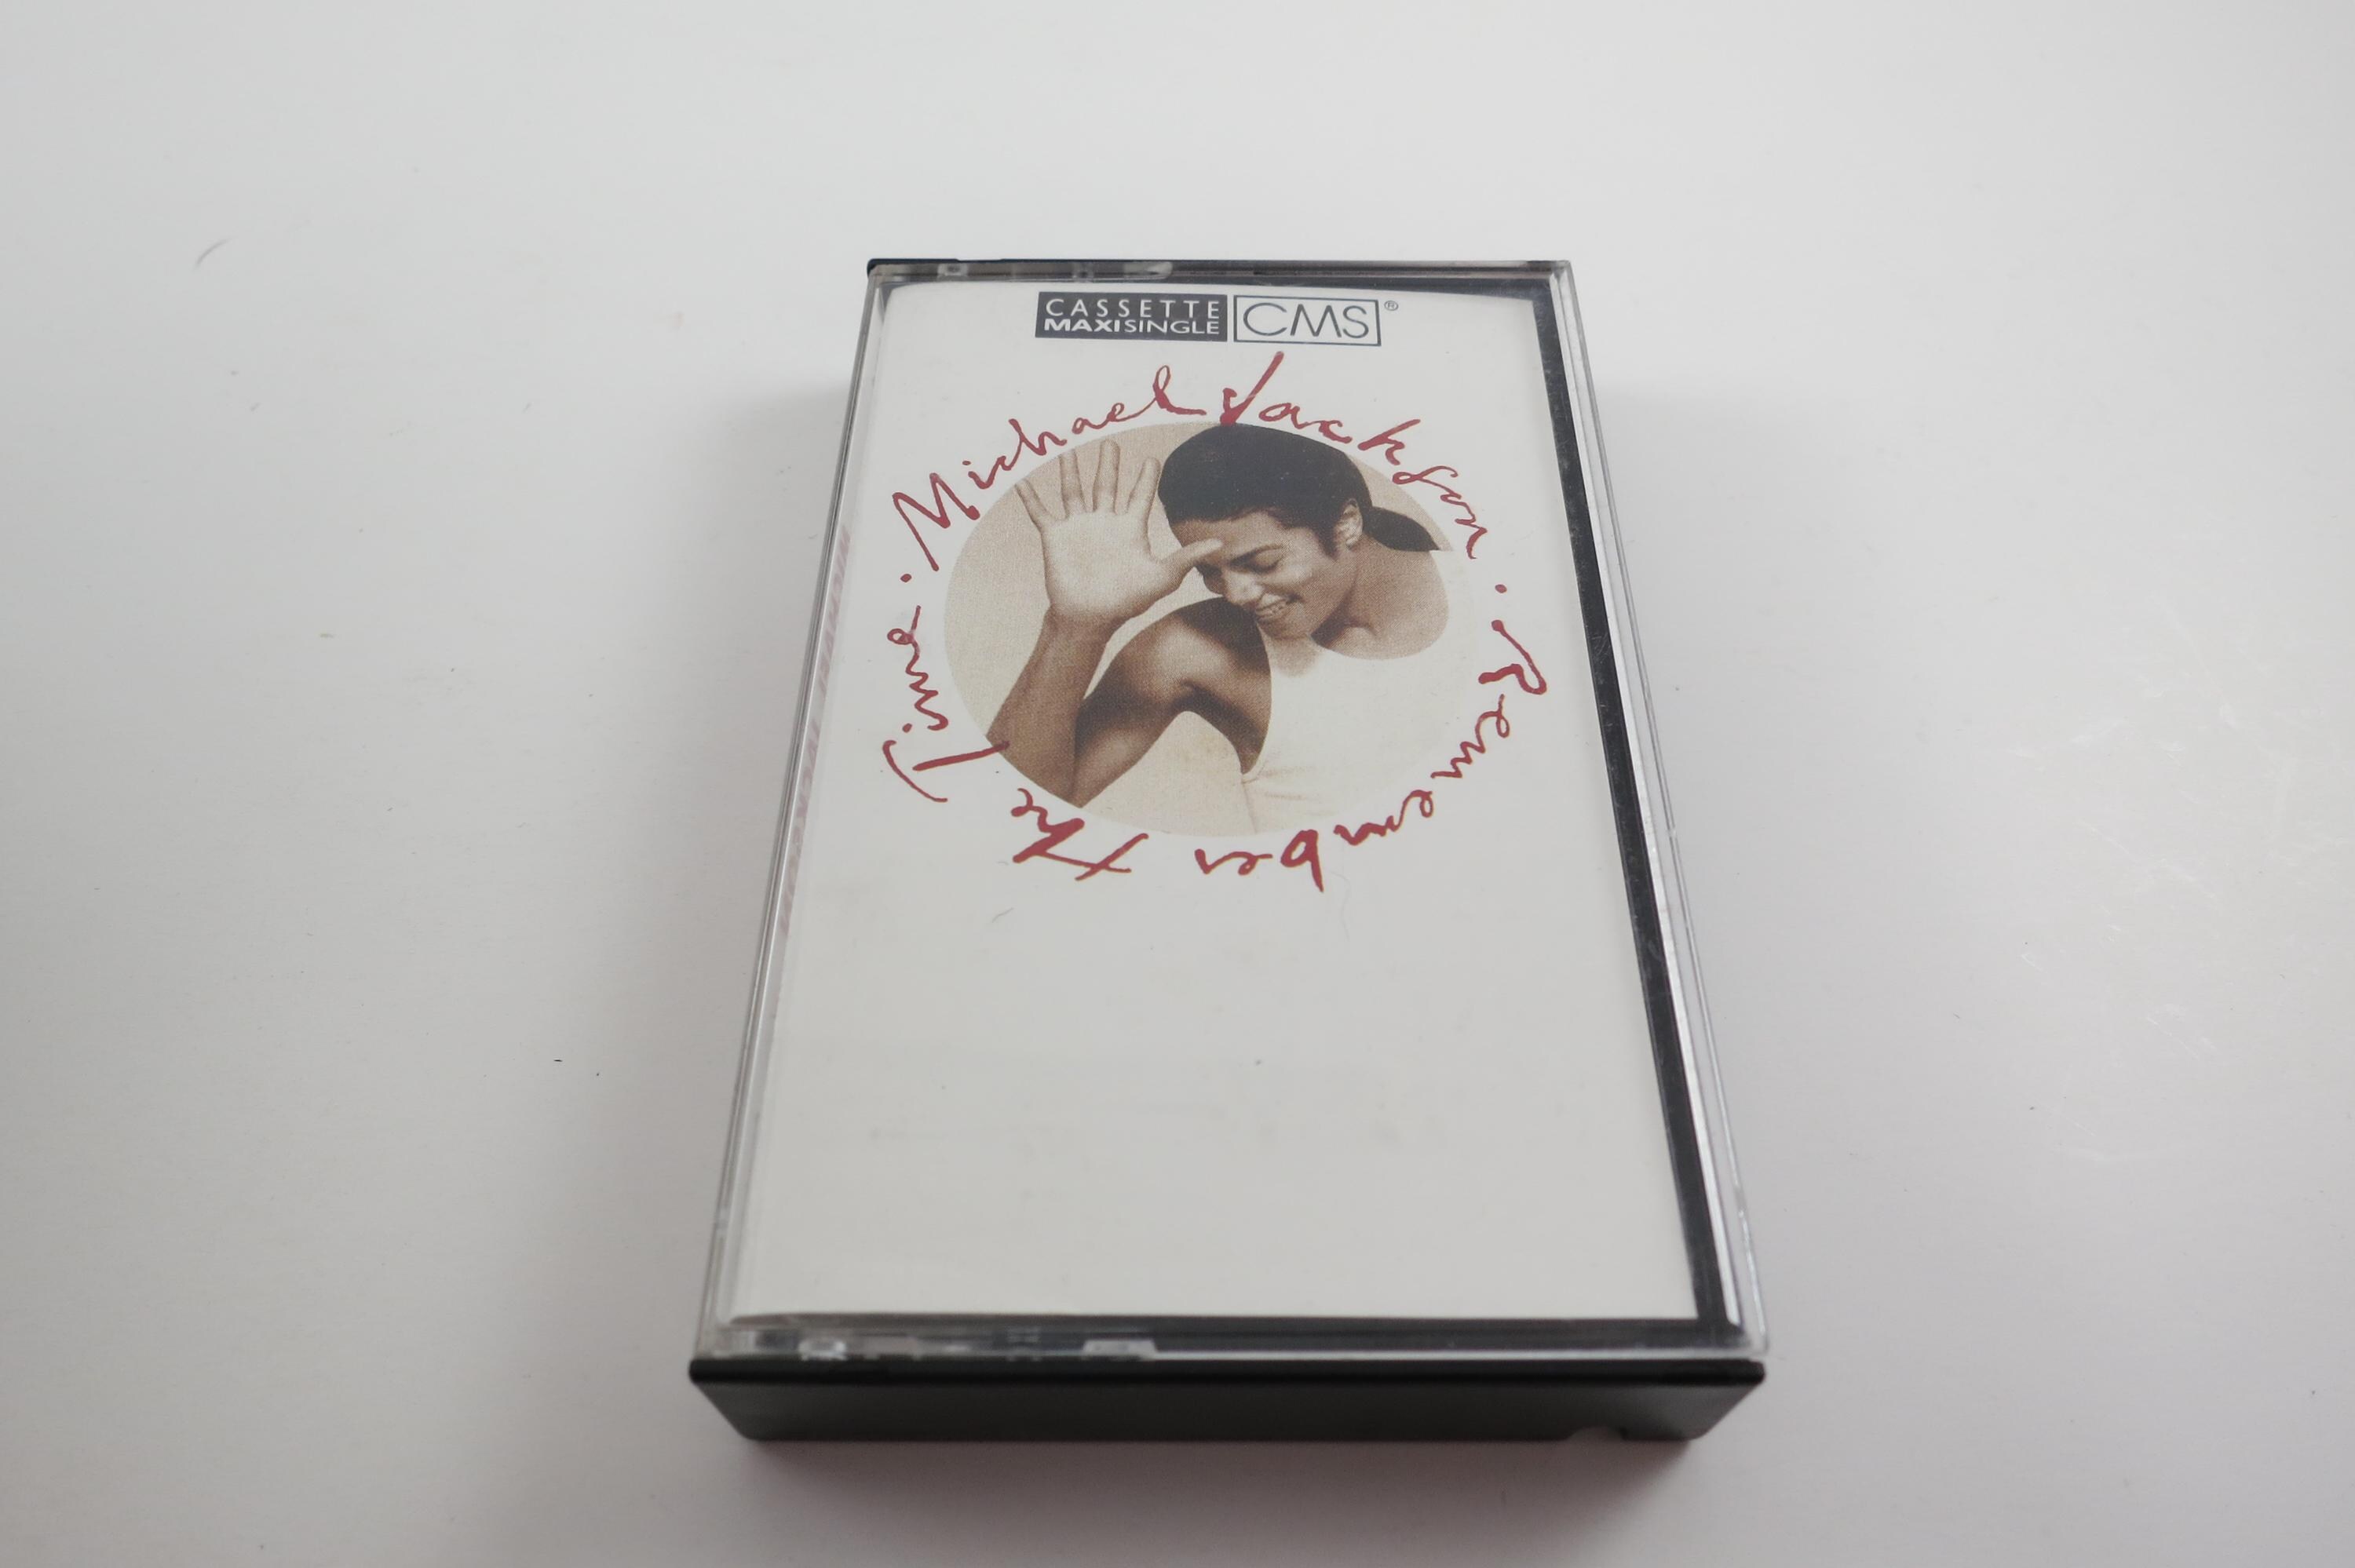 CASSETTE
MAXISINGLE
CMS®
Michael Jackson · Remember the Time ·